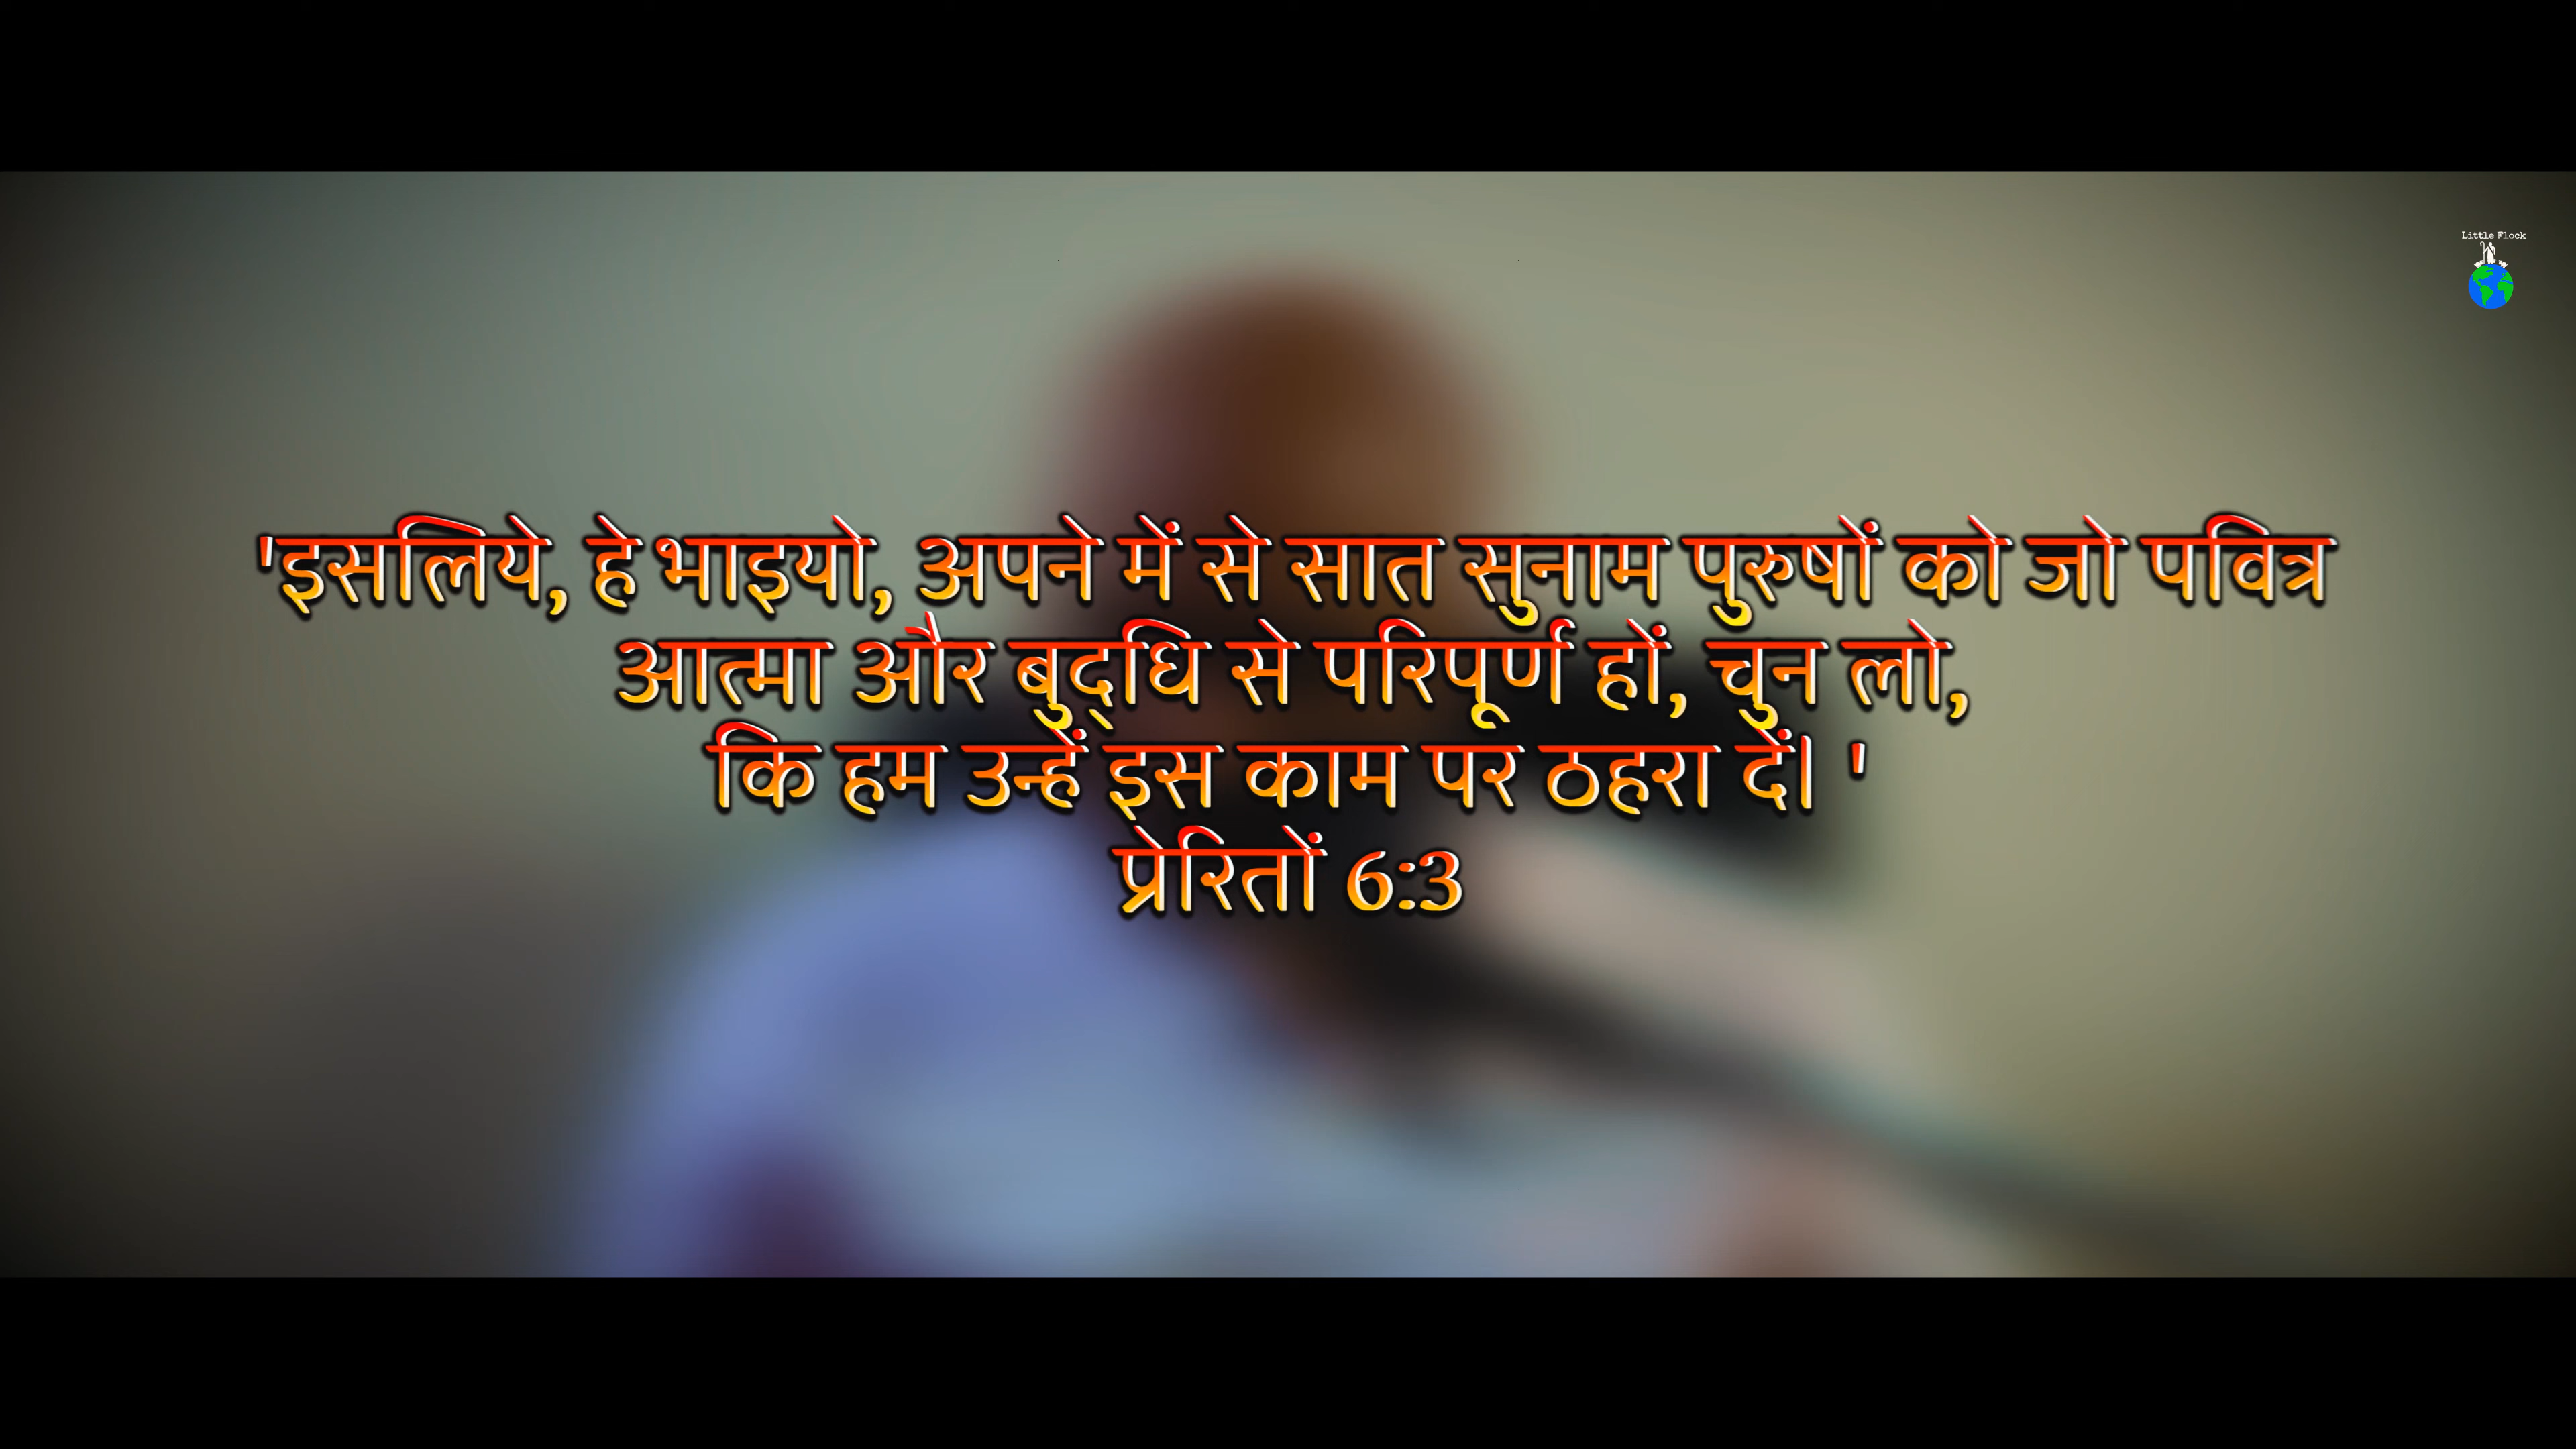 Little Flock
'इसलिये, हे भाइयो, अपने में से सात सुनाम पुरुषों को जो पवित्र
आत्मा और बुद्‌धि से परिपूर्ण हों, चुन लो,
कि हम उन्हें इस काम पर ठहरा दें। '
प्रेरितों 6:3